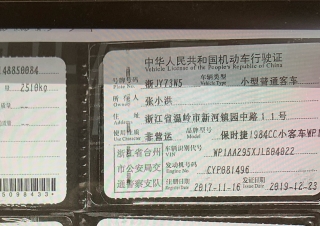 14885D084
2510kg
中华人民共和国机动车行驶证
Vehicle License of the People's Republic of China
号牌号码 浙JY73N5 车辆类型 小型普通客车
Plate No. Vehicle Type
所有人 张小洪
Owner
住址 浙江省温岭市新河镇园中路11号
Address
使用性质 非营运 品牌型号 保时捷1984CC小客车WP1
Use Character Model
浙江省台州 车辆识别代号 WP1AA295XJLB04822
VIN
市公安局交 发动机号码 CYP081496
Engine No.
通警察支队 注册日期 2017-11-16 发证日期 2019-12-23
Register Date Issue Date